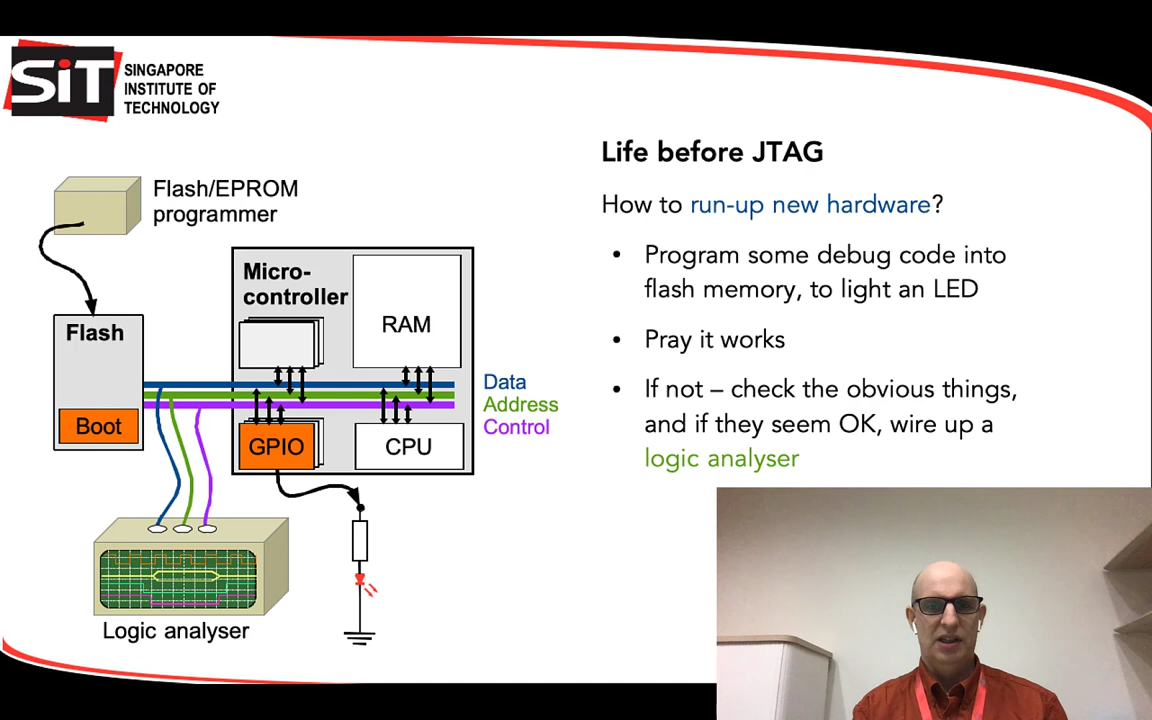 SiT
SINGAPORE
INSTITUTE OF
TECHNOLOGY
Life before JTAG
How to run-up new hardware?
• Program some debug code into
flash memory, to light an LED
• Pray it works
• If not – check the obvious things,
and if they seem OK, wire up a
logic analyser
Flash/EPROM
programmer
Micro-
controller
RAM
Flash
Boot
GPIO
CPU
Data
Address
Control
Logic analyser